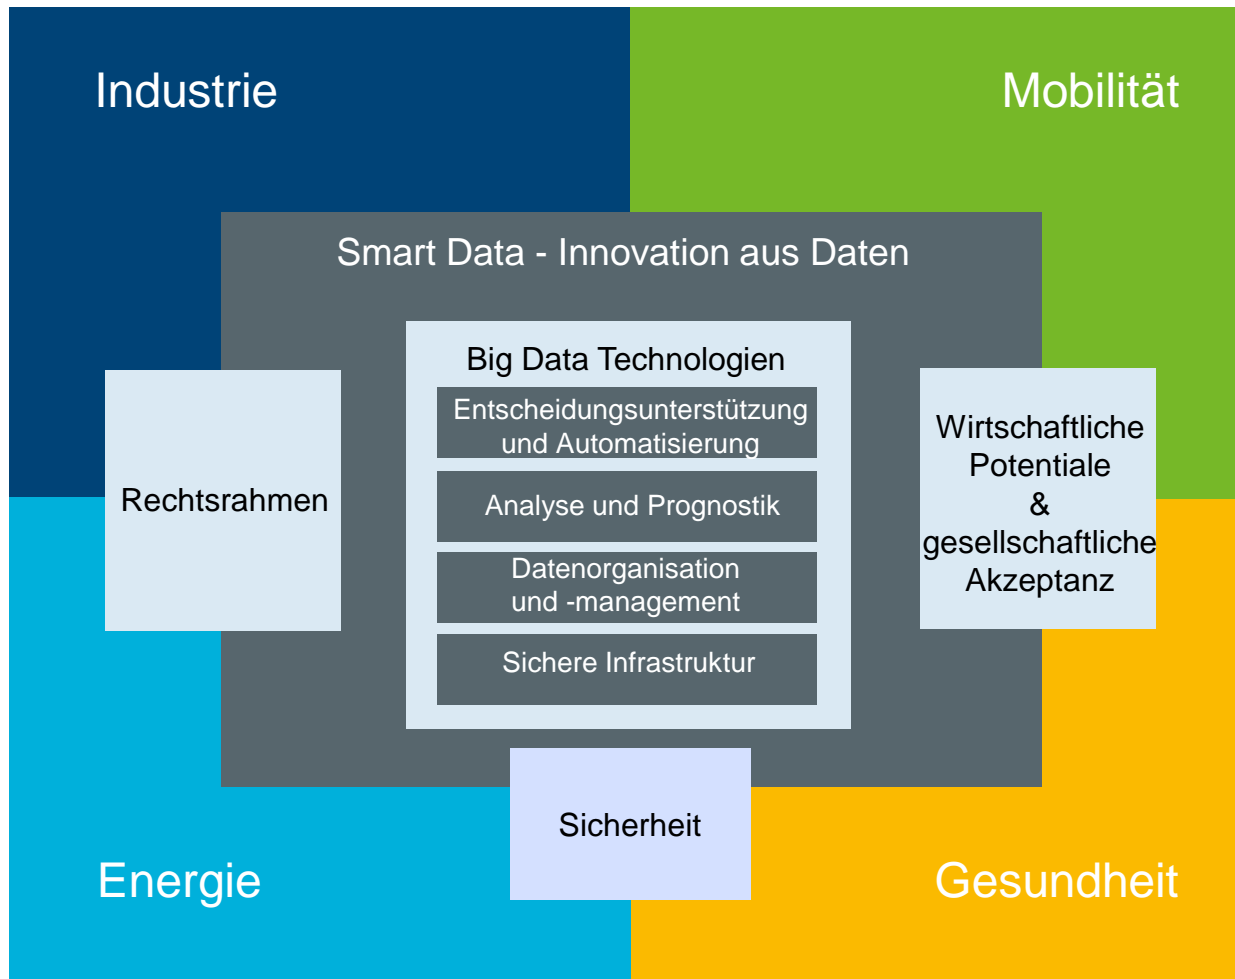 Industrie
Mobilität
Smart Data - Innovation aus Daten
Big Data Technologien
Entscheidungsunterstützung
und Automatisierung
Analyse und Prognostik
Datenorganisation
und -management
Sichere Infrastruktur
Rechtsrahmen
Wirtschaftliche
Potentiale
&
gesellschaftliche
Akzeptanz
Sicherheit
Energie
Gesundheit